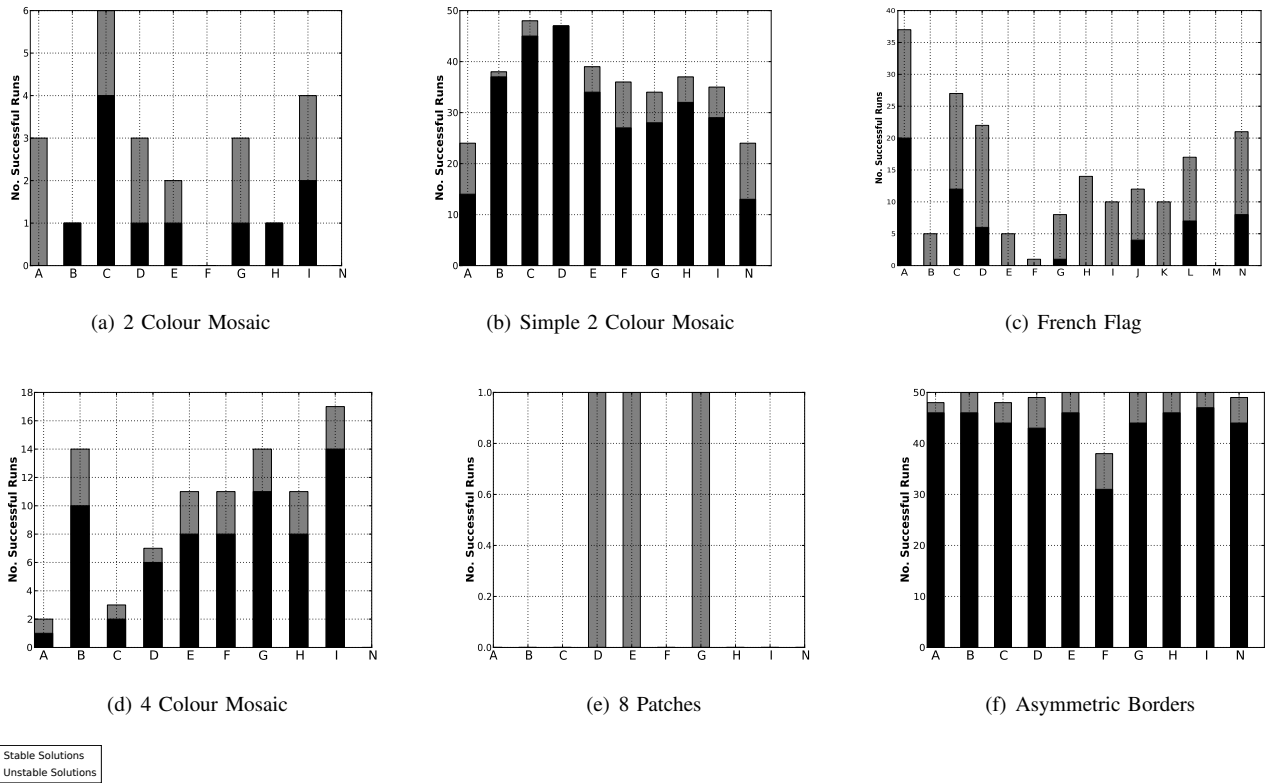 No. Successful Runs
6
5
4
3
2
1
0
A B C D E F G H I N
(a) 2 Colour Mosaic
No. Successful Runs
50
40
30
20
10
0
A B C D E F G H I N
(b) Simple 2 Colour Mosaic
No. Successful Runs
40
35
30
25
20
15
10
5
0
A B C D E F G H I J K L M N
(c) French Flag
No. Successful Runs
18
16
14
12
10
8
6
4
2
0
A B C D E F G H I N
(d) 4 Colour Mosaic
No. Successful Runs
1.0
0.8
0.6
0.4
0.2
0.0
A B C D E F G H I N
(e) 8 Patches
No. Successful Runs
50
40
30
20
10
0
A B C D E F G H I N
(f) Asymmetric Borders
Stable Solutions
Unstable Solutions